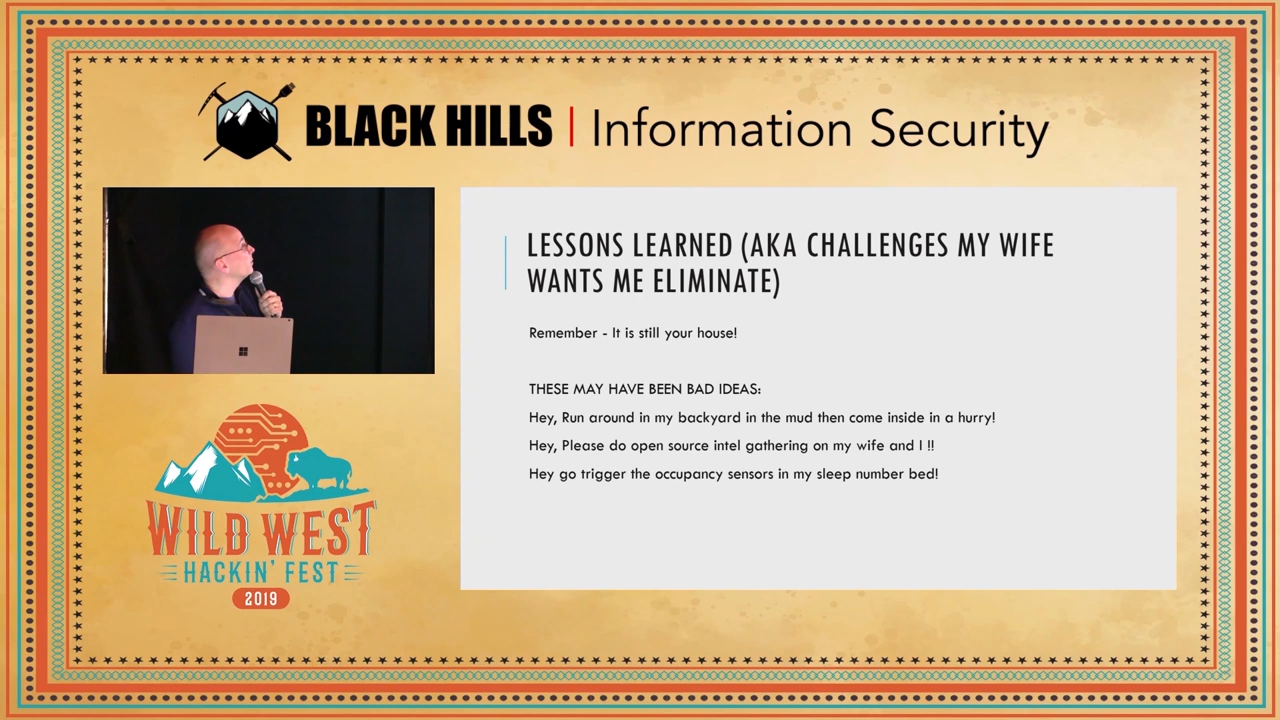 BLACK HILLS | Information Security
LESSONS LEARNED (AKA CHALLENGES MY WIFE
WANTS ME ELIMINATE)
Remember - It is still your house!
THESE MAY HAVE BEEN BAD IDEAS:
Hey, Run around in my backyard in the mud then come inside in a hurry!
Hey, Please do open source intel gathering on my wife and I !!
Hey go trigger the occupancy sensors in my sleep number bed!
WILD WEST
HACKIN' FEST
2019